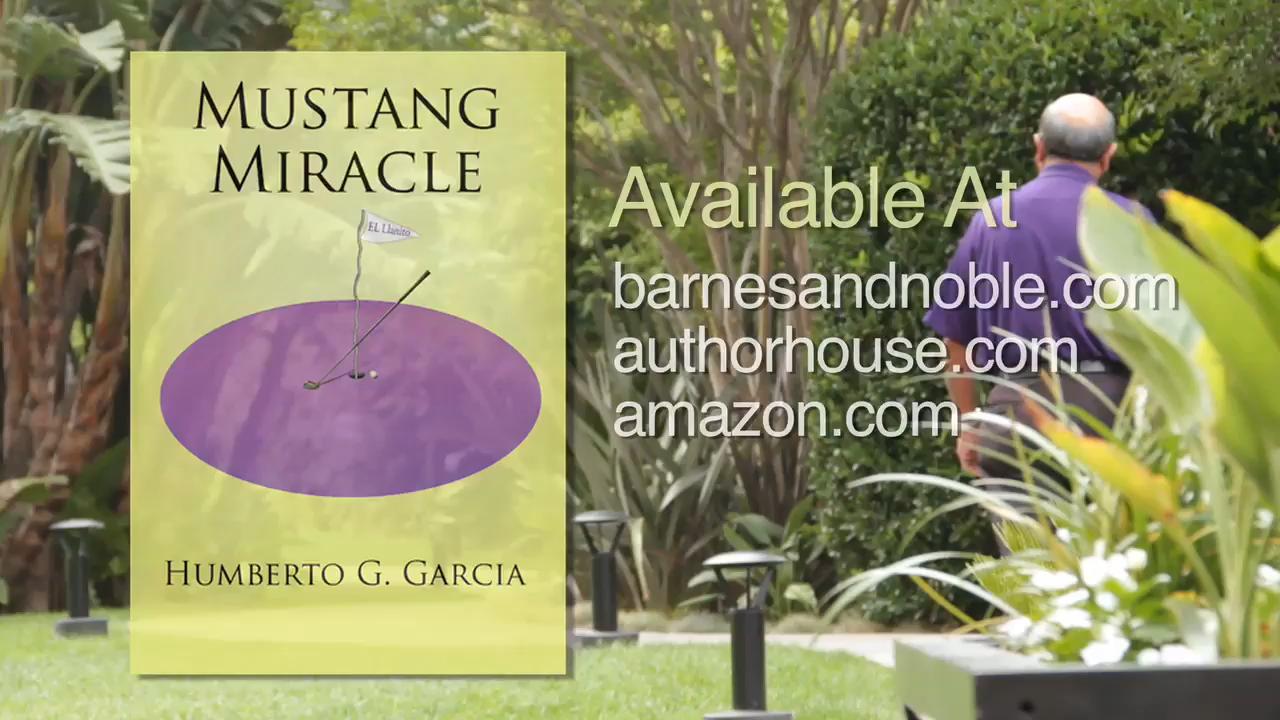 MUSTANG
MIRACLE
EL Llanito
HUMBERTO G. GARCIA
Available At
barnesandnoble.com
authorhouse.com
amazon.com